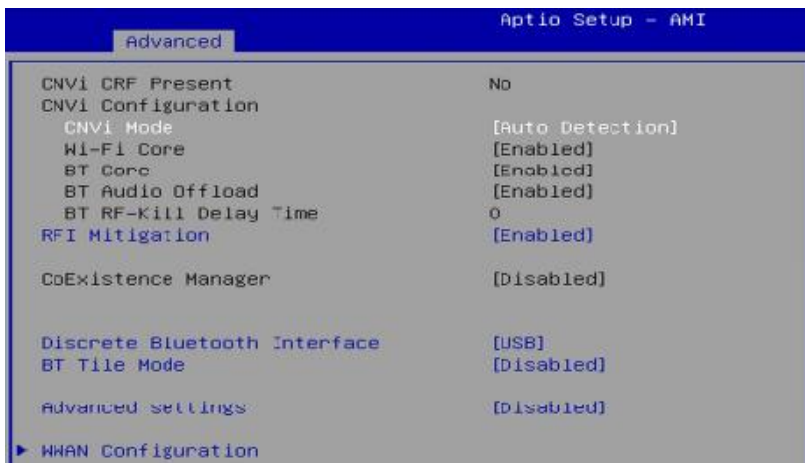 Aptio Setup - AMI
Advanced
CNVi CRF Present No
CNVi Configuration
CNVi Mode [Auto Detection]
Wi-Fi Core [Enabled]
BT Core [Enabled]
BT Audio Offload [Enabled]
BT RF-Kill Delay Time 0
RFI Mitigation [Enabled]
CoExistence Manager [Disabled]
Discrete Bluetooth Interface [USB]
BT Tile Mode [Disabled]
Advanced settings [Disabled]
WWAN Configuration